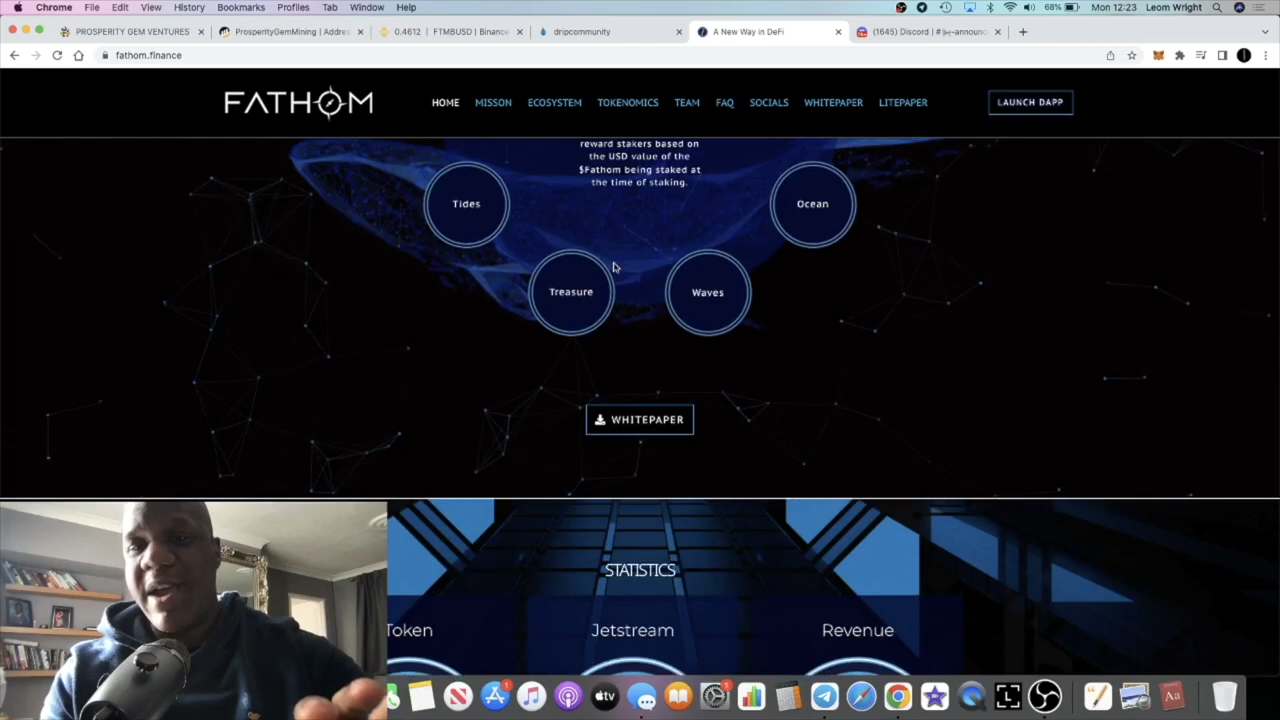 Chrome File Edit View History Bookmarks Profiles Tab Window Help 68% Mon 12:23 Leom Wright
PROSPERITY GEM VENTURES ProsperityGemMining | Addres 0.4612 | FTMBUSD | Binance dripcommunity A New Way in DeFi (1645) Discord
fathom.finance
FATHOM HOME MISSON ECOSYSTEM TOKENOMICS TEAM FAQ SOCIALS WHITEPAPER LITEPAPER LAUNCH DAPP
reward stakers based on
the USD value of the
$Fathom being staked at
the time of staking.
Tides Ocean
Treasure Waves
WHITEPAPER
STATISTICS
Token Jetstream Revenue
tv Aa